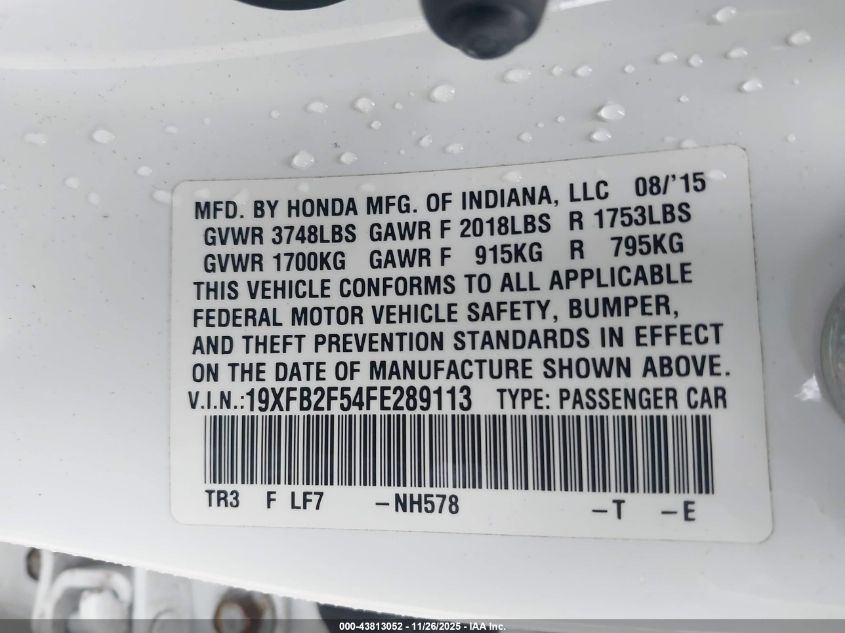 MFD. BY HONDA MFG. OF INDIANA, LLC 08/'15
GVWR 3748LBS GAWR F 2018LBS R 1753LBS
GVWR 1700KG GAWR F 915KG R 795KG
THIS VEHICLE CONFORMS TO ALL APPLICABLE
FEDERAL MOTOR VEHICLE SAFETY, BUMPER,
AND THEFT PREVENTION STANDARDS IN EFFECT
ON THE DATE OF MANUFACTURE SHOWN ABOVE.
V.I.N.:19XFB2F54FE289113 TYPE: PASSENGER CAR
TR3 F LF7 –NH578 –T –E
000-43813052 - 11/26/2025 - IAA Inc.